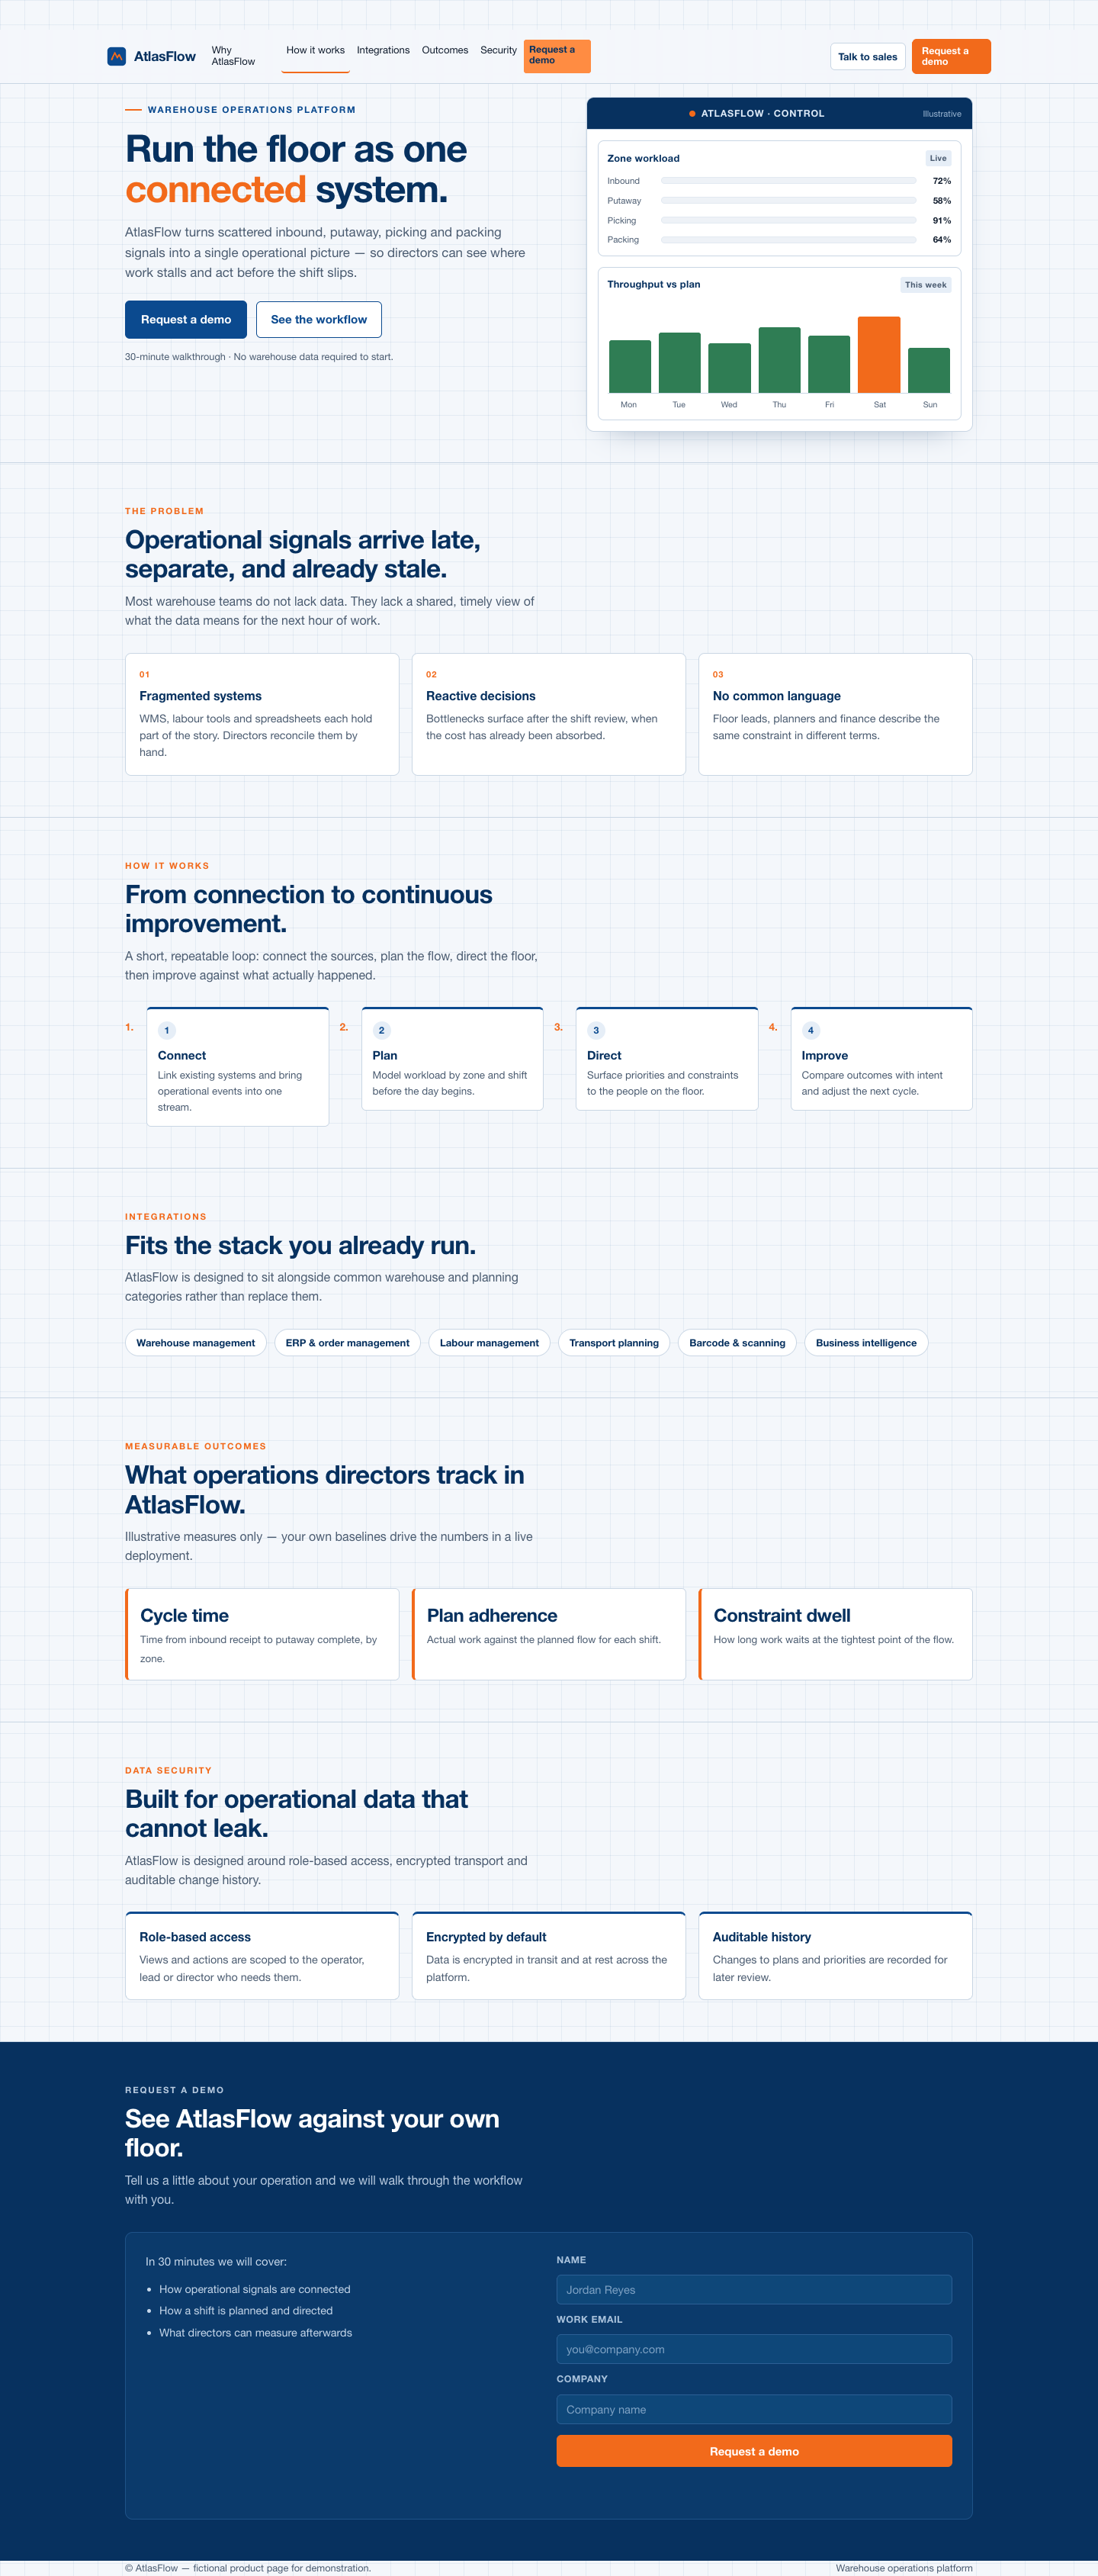 AtlasFlow
Why
AtlasFlow
How it works
Integrations
Outcomes
Security
Request a
demo
Talk to sales
Request a
demo
WAREHOUSE OPERATIONS PLATFORM
Run the floor as one
connected system.
AtlasFlow turns scattered inbound, putaway, picking and packing
signals into a single operational picture — so directors can see where
work stalls and act before the shift slips.
Request a demo
See the workflow
30-minute walkthrough · No warehouse data required to start.
ATLASFLOW · CONTROL
Illustrative
Zone workload
Live
Inbound 72%
Putaway 58%
Picking 91%
Packing 64%
Throughput vs plan
This week
Mon Tue Wed Thu Fri Sat Sun
THE PROBLEM
Operational signals arrive late,
separate, and already stale.
Most warehouse teams do not lack data. They lack a shared, timely view of
what the data means for the next hour of work.
01
Fragmented systems
WMS, labour tools and spreadsheets each hold
part of the story. Directors reconcile them by
hand.
02
Reactive decisions
Bottlenecks surface after the shift review, when
the cost has already been absorbed.
03
No common language
Floor leads, planners and finance describe the
same constraint in different terms.
HOW IT WORKS
From connection to continuous
improvement.
A short, repeatable loop: connect the sources, plan the flow, direct the floor,
then improve against what actually happened.
1.
1
Connect
Link existing systems and bring
operational events into one
stream.
2.
2
Plan
Model workload by zone and shift
before the day begins.
3.
3
Direct
Surface priorities and constraints
to the people on the floor.
4.
4
Improve
Compare outcomes with intent
and adjust the next cycle.
INTEGRATIONS
Fits the stack you already run.
AtlasFlow is designed to sit alongside common warehouse and planning
categories rather than replace them.
Warehouse management
ERP & order management
Labour management
Transport planning
Barcode & scanning
Business intelligence
MEASURABLE OUTCOMES
What operations directors track in
AtlasFlow.
Illustrative measures only — your own baselines drive the numbers in a live
deployment.
Cycle time
Time from inbound receipt to putaway complete, by
zone.
Plan adherence
Actual work against the planned flow for each shift.
Constraint dwell
How long work waits at the tightest point of the flow.
DATA SECURITY
Built for operational data that
cannot leak.
AtlasFlow is designed around role-based access, encrypted transport and
auditable change history.
Role-based access
Views and actions are scoped to the operator,
lead or director who needs them.
Encrypted by default
Data is encrypted in transit and at rest across the
platform.
Auditable history
Changes to plans and priorities are recorded for
later review.
REQUEST A DEMO
See AtlasFlow against your own
floor.
Tell us a little about your operation and we will walk through the workflow
with you.
In 30 minutes we will cover:
• How operational signals are connected
• How a shift is planned and directed
• What directors can measure afterwards
NAME
Jordan Reyes
WORK EMAIL
you@company.com
COMPANY
Company name
Request a demo
© AtlasFlow — fictional product page for demonstration.
Warehouse operations platform